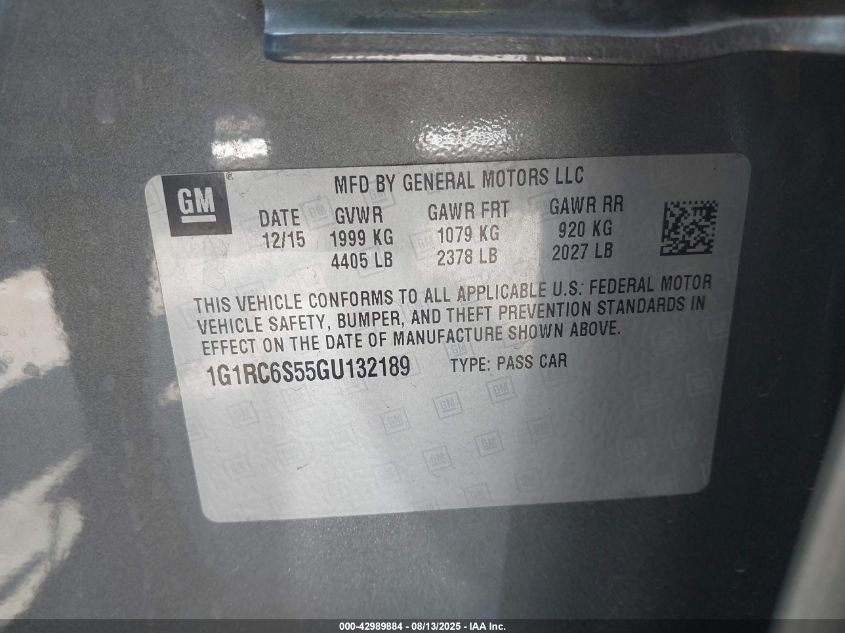 GM ®
MFD BY GENERAL MOTORS LLC
DATE GVWR GAWR FRT GAWR RR
12/15 1999 KG 1079 KG 920 KG
4405 LB 2378 LB 2027 LB
THIS VEHICLE CONFORMS TO ALL APPLICABLE U.S. FEDERAL MOTOR
VEHICLE SAFETY, BUMPER, AND THEFT PREVENTION STANDARDS IN
EFFECT ON THE DATE OF MANUFACTURE SHOWN ABOVE.
1G1RC6S55GU132189 TYPE: PASS CAR
000-42989884 - 08/13/2025 - IAA Inc.